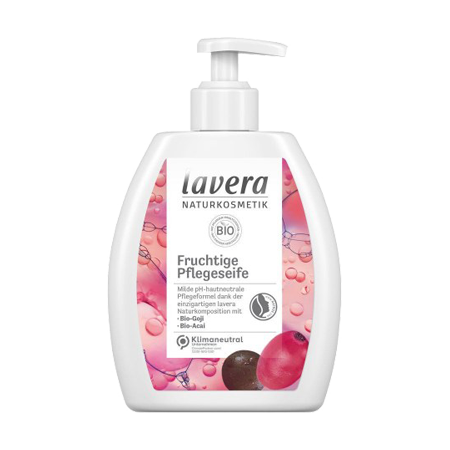 lavera
NATURKOSMETIK
BIO
Fruchtige
Pflegeseife
Milde pH-hautneutrale
Pflegeformel dank der
einzigartigen lavera
Naturkomposition mit
· Bio-Goji
· Bio-Acai
Klimaneutral
Unternehmen